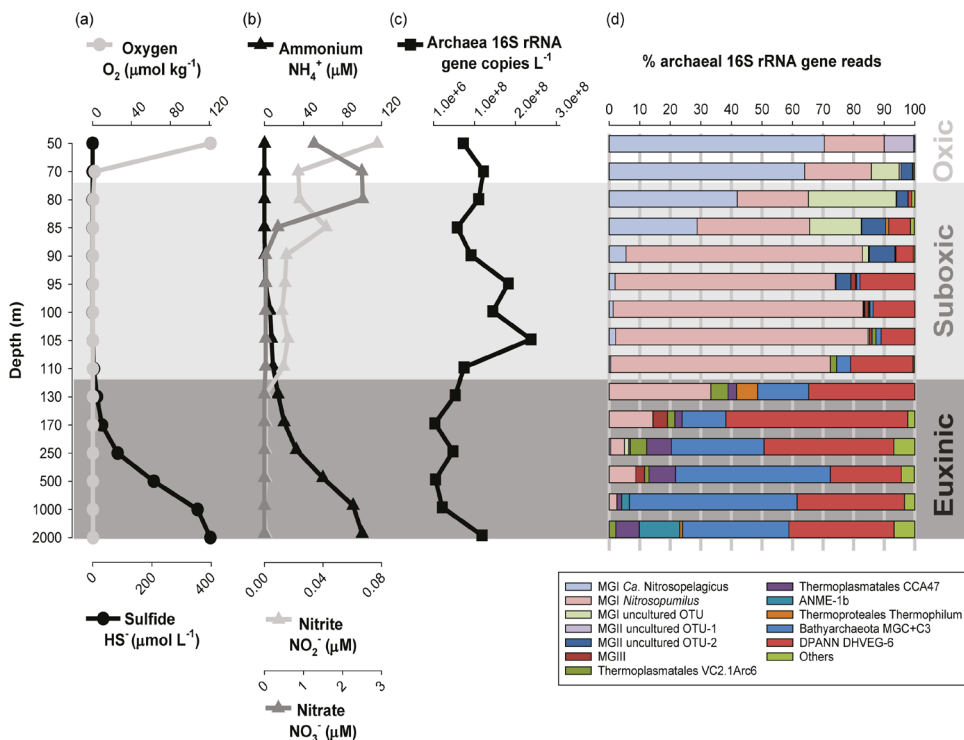 (a)
(b)
(c)
(d)
Oxygen
O₂ (μmol kg⁻¹)
Ammonium
NH₄⁺ (μM)
Archaea 16S rRNA
gene copies L⁻¹
% archaeal 16S rRNA gene reads
0 40 80 120
0 40 80 120
1.0e+6 1.0e+8 2.0e+8 3.0e+8
0 10 20 30 40 50 60 70 80 90 100
Depth (m)
50
70
80
85
90
95
100
105
110
130
170
250
500
1000
2000
Oxic
Suboxic
Euxinic
0 200 400
0.00 0.04 0.08
Sulfide
HS⁻ (μmol L⁻¹)
Nitrite
NO₂⁻ (μM)
0 1 2 3
Nitrate
NO₃⁻ (μM)
MGI Ca. Nitrosopelagicus
MGI Nitrosopumilus
MGI uncultured OTU
MGII uncultured OTU-1
MGII uncultured OTU-2
MGIII
Thermoplasmatales VC2.1Arc6
Thermoplasmatales CCA47
ANME-1b
Thermoproteales Thermophilum
Bathyarchaeota MGC+C3
DPANN DHVEG-6
Others